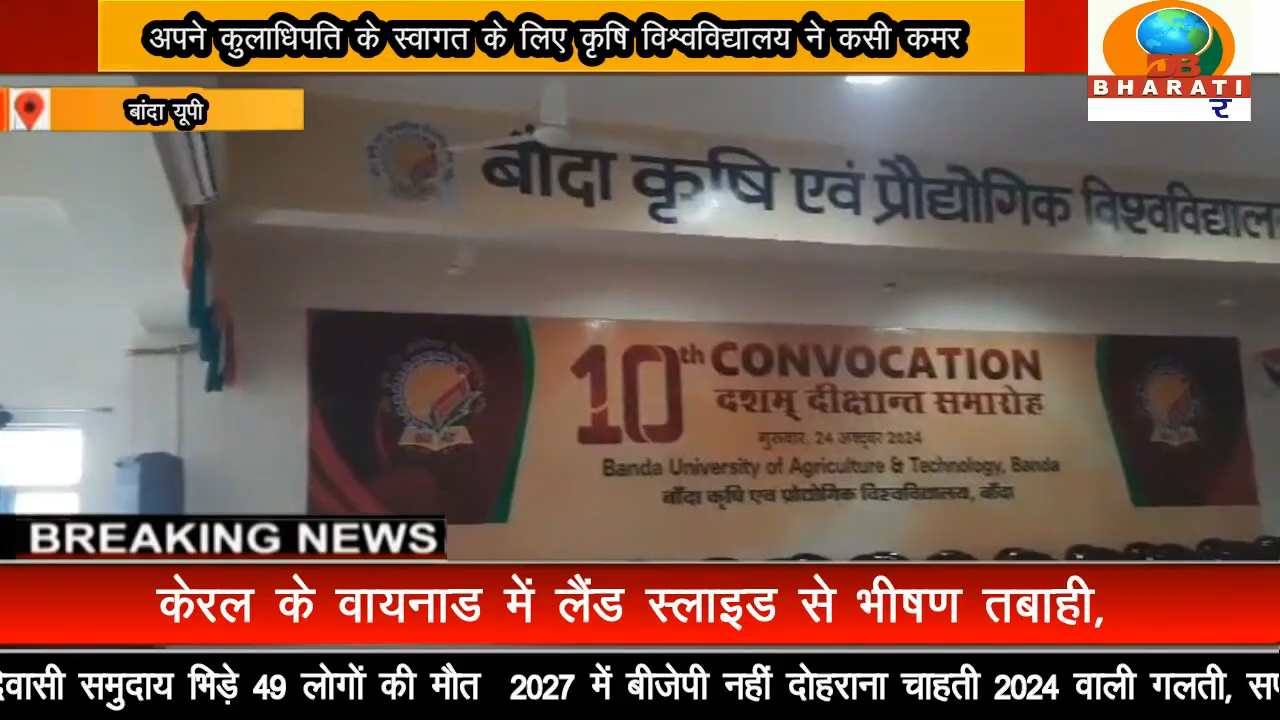 अपने कुलाधिपति के स्वागत के लिए कृषि विश्वविद्यालय ने कसी कमर
DB
BHARATI
र
बांदा यूपी
बाँदा कृषि एवं प्रौद्योगिक
10th CONVOCATION
दशम् दीक्षान्त समारोह
गुरूवार, 24 अक्टूबर 2024
Banda University of Agriculture & Technology, Banda
बाँदा कृषि एवं प्रौद्योगिक विश्वविद्यालय, बाँदा
BREAKING NEWS
केरल के वायनाड में लैंड स्लाइड से भीषण तबाही,
समुदाय भिड़े 49 लोगों की मौत 2027 में बीजेपी नहीं दोहराना चाहती 2024 वाली गलती,